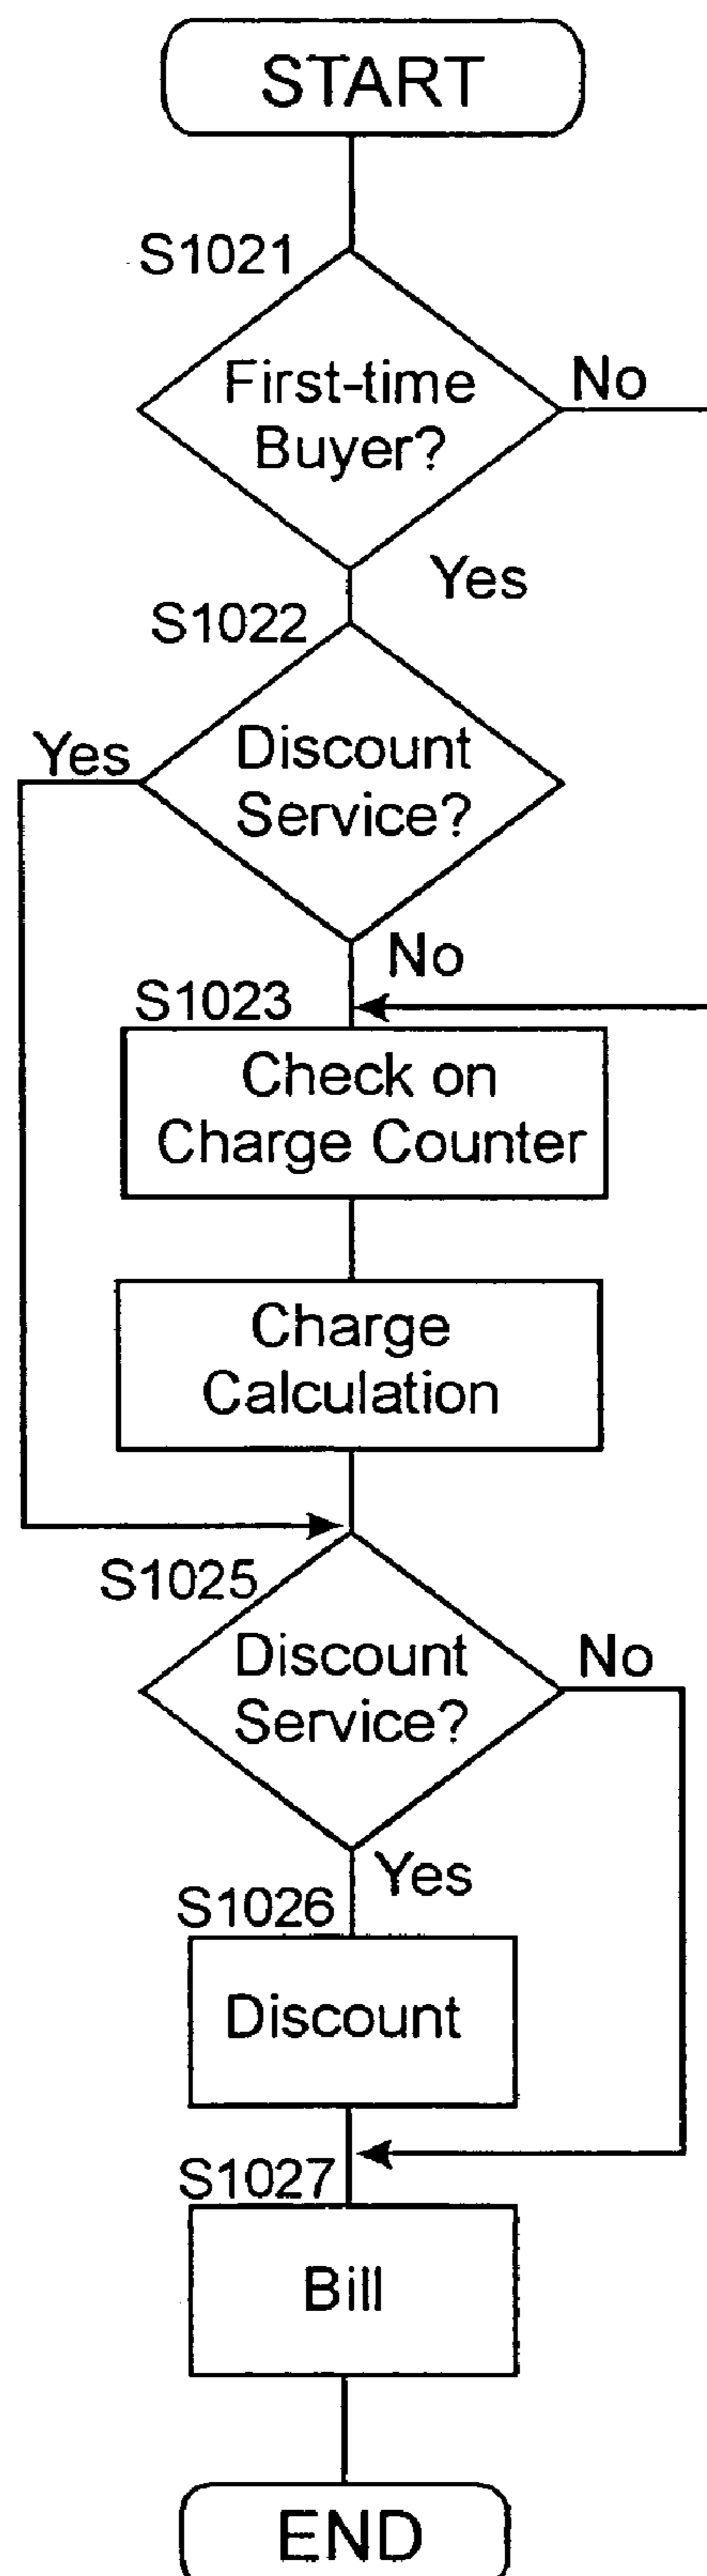 START
S1021
First-time
Buyer?
No
Yes
S1022
Yes
Discount
Service?
No
S1023
Check on
Charge Counter
Charge
Calculation
S1025
Discount
Service?
No
Yes
S1026
Discount
S1027
Bill
END